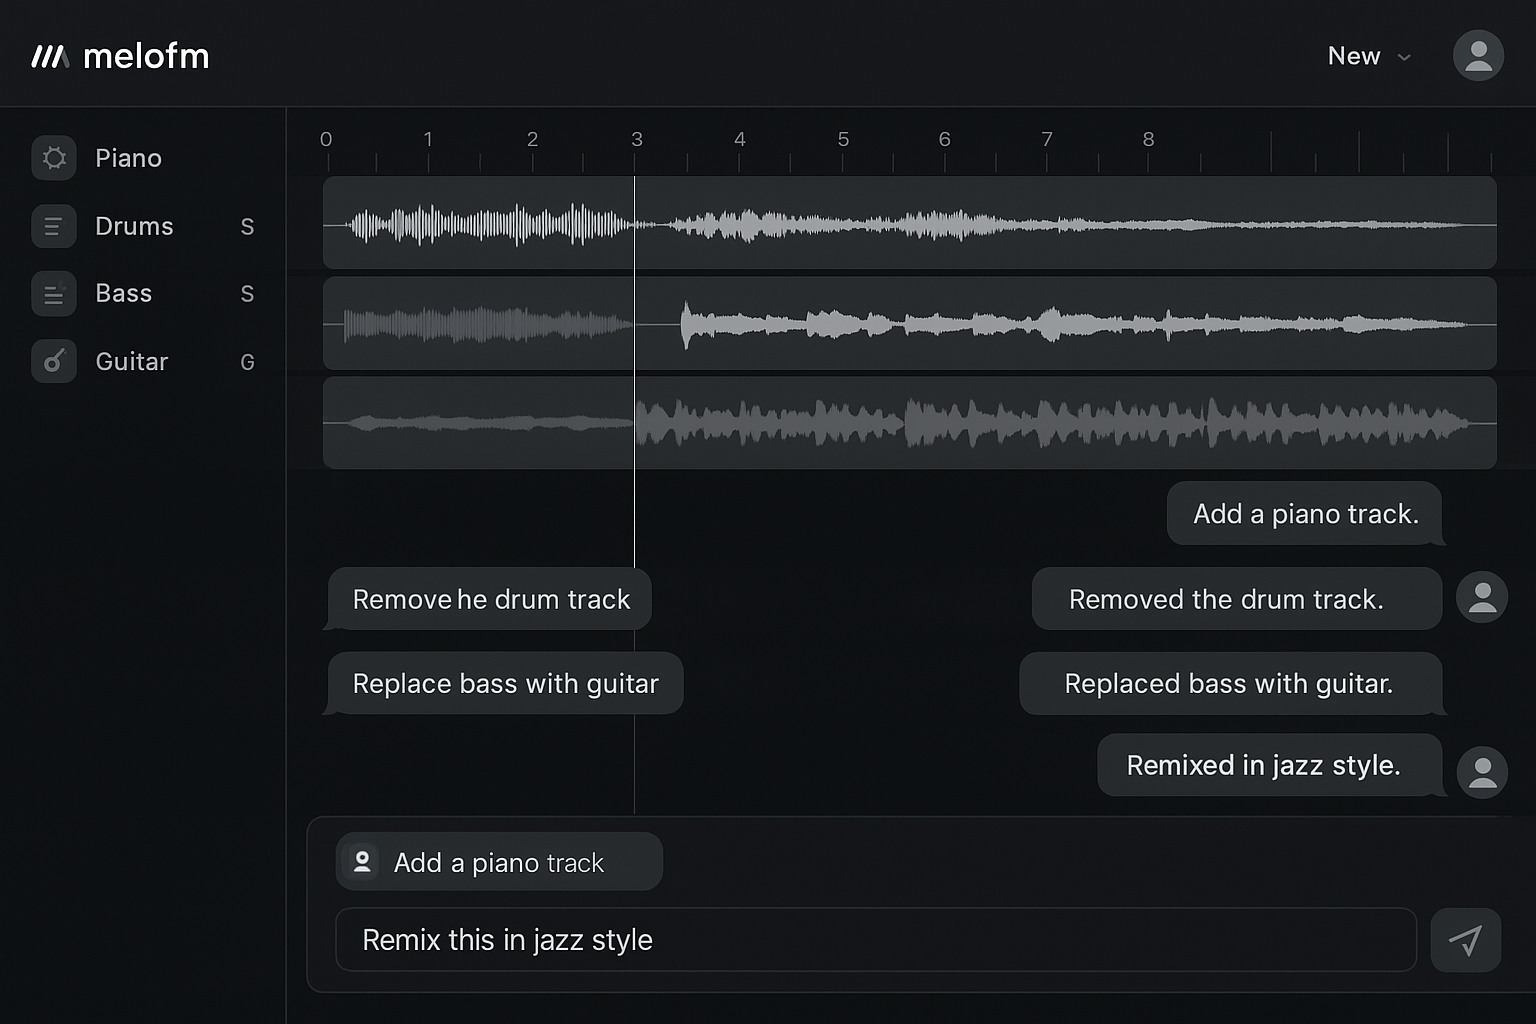 melofm
New
Piano
Drums S
Bass S
Guitar G
0 1 2 3 4 5 6 7 8
Add a piano track.
Remove he drum track
Removed the drum track.
Replace bass with guitar
Replaced bass with guitar.
Remixed in jazz style.
Add a piano track
Remix this in jazz style